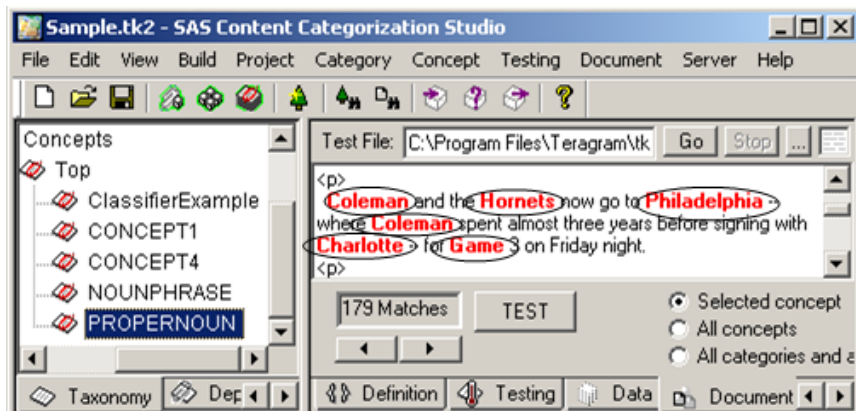 Sample.tk2 - SAS Content Categorization Studio
File Edit View Build Project Category Concept Testing Document Server Help
Concepts
Top
ClassifierExample
CONCEPT1
CONCEPT4
NOUNPHRASE
PROPERNOUN
Taxonomy
Test File: C:\Program Files\Teragram\tk Go Stop ...
<p>
Coleman and the Hornets now go to Philadelphia --
where Coleman spent almost three years before signing with
Charlotte -- for Game 3 on Friday night.
<p>
179 Matches TEST
Selected concept
All concepts
All categories and a
Definition Testing Data Document